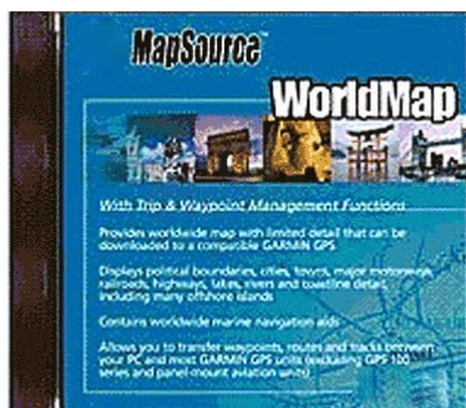 MapSource™
WorldMap
With Trip & Waypoint Management Functions
Provides worldwide map with limited detail that can be
downloaded to a compatible GARMIN GPS
Displays political boundaries, cities, towns, major motorways,
railroads, highways, lakes, rivers and coastline detail,
including many offshore islands
Contains worldwide marine navigation aids
Allows you to transfer waypoints, routes and tracks between
your PC and most GARMIN GPS units (excluding GPS 100
series and panel-mount aviation units)